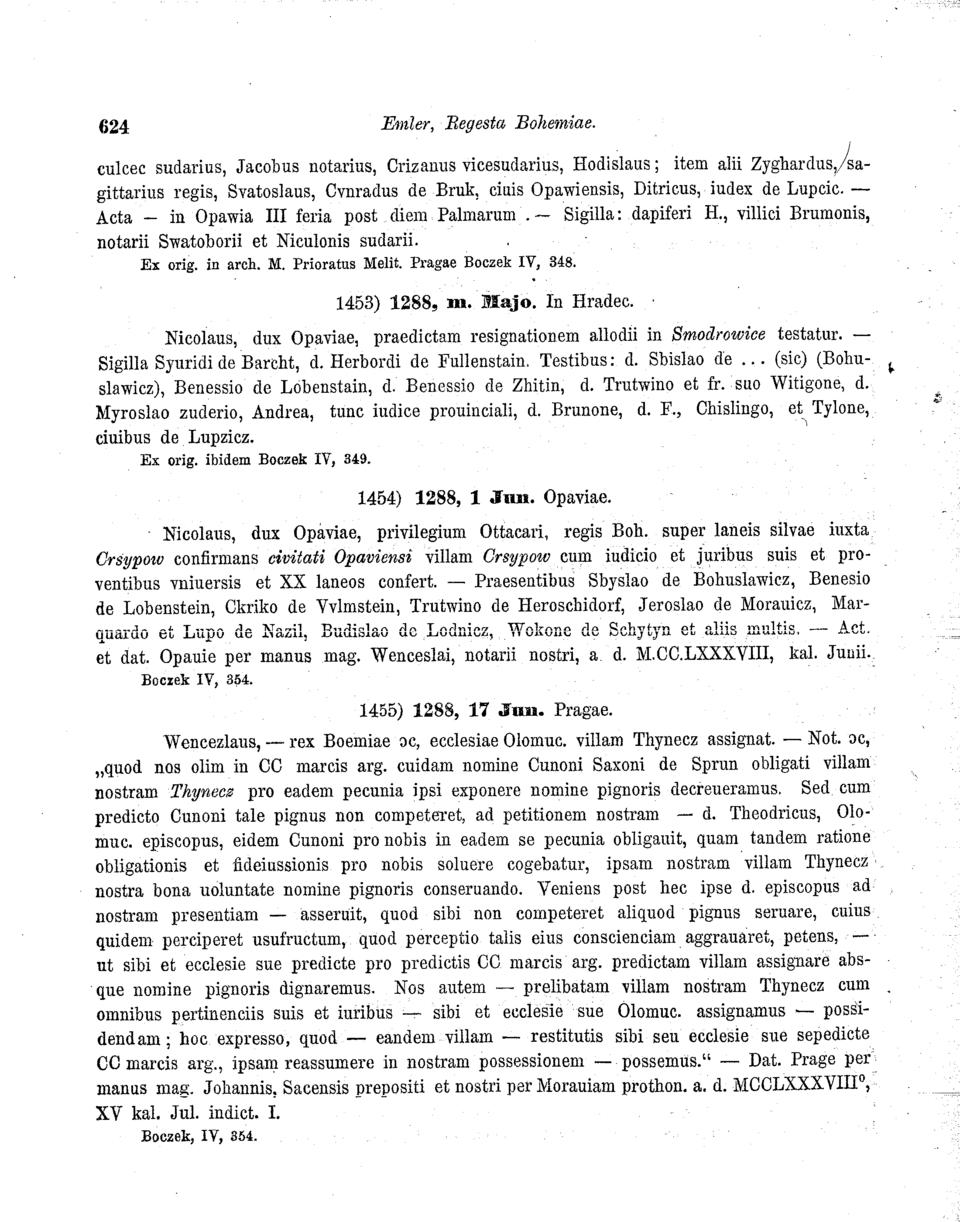 624
Emler, Regesta Bohemiae.
culcec sudarius, Jacobus notarius, Crizanus vicesudarius, Hodislaus; item alii Zyghardus, sa-
gittarius regis, Svatoslaus, Cvnradus de Bruk, ciuis Opawiensis, Ditricus, iudex de Lupcic. —
Acta — in Opawia III feria post diem Palmarum . — Sigilla: dapiferi H., villici Brumonis,
notarii Swatoborii et Niculonis sudarii.
Ex orig. in arch. M. Prioratus Melit. Pragae Boczek IV, 348.
1453) 1288, m. Majo. In Hradec.
Nicolaus, dux Opaviae, praedictam resignationem allodii in Smodrowice testatur. —
Sigilla Syuridi de Barcht, d. Herbordi de Fullenstain. Testibus: d. Sbislao de ... (sic) (Bohu-
slawicz), Benessio de Lobenstain, d. Benessio de Zhitin, d. Trutwino et fr. suo Witigone, d.
Myroslao zuderio, Andrea, tunc iudice prouinciali, d. Brunone, d. F., Chislingo, et Tylone,
ciuibus de Lupzicz.
Ex orig. ibidem Boczek IV, 349.
1454) 1288, 1 Jun. Opaviae.
Nicolaus, dux Opaviae, privilegium Ottacari, regis Boh. super laneis silvae iuxta
Crsypow confirmans civitati Opaviensi villam Crsypow cum iudicio et juribus suis et pro-
ventibus vniuersis et XX laneos confert. — Praesentibus Sbyslao de Bohuslawicz, Benesio
de Lobenstein, Ckriko de Vvlmstein, Trutwino de Heroschidorf, Jeroslao de Morauicz, Mar-
quardo et Lupo de Nazil, Budislao de Lodnicz, Wokone de Schytyn et aliis multis. — Act.
et dat. Opauie per manus mag. Wenceslai, notarii nostri, a d. M.CC.LXXXVIII, kal. Junii.
Boczek IV, 354.
1455) 1288, 17 Jun. Pragae.
Wencezlaus, — rex Boemiae ɔc, ecclesiae Olomuc. villam Thynecz assignat. — Not. ɔc,
„quod nos olim in CC marcis arg. cuidam nomine Cunoni Saxoni de Sprun obligati villam
nostram Thynecz pro eadem pecunia ipsi exponere nomine pignoris decreueramus. Sed cum
predicto Cunoni tale pignus non competeret, ad petitionem nostram — d. Theodricus, Olo-
muc. episcopus, eidem Cunoni pro nobis in eadem se pecunia obligauit, quam tandem ratione
obligationis et fideiussionis pro nobis soluere cogebatur, ipsam nostram villam Thynecz
nostra bona uoluntate nomine pignoris conseruando. Veniens post hec ipse d. episcopus ad
nostram presentiam — asseruit, quod sibi non competeret aliquod pignus seruare, cuius
quidem perciperet usufructum, quod perceptio talis eius conscienciam aggrauaret, petens, —
ut sibi et ecclesie sue predicte pro predictis CC marcis arg. predictam villam assignare abs-
que nomine pignoris dignaremus. Nos autem — prelibatam villam nostram Thynecz cum
omnibus pertinenciis suis et iuribus — sibi et ecclesie sue Olomuc. assignamus — possi-
dendam; hoc expresso, quod — eandem villam — restitutis sibi seu ecclesie sue sepedicte
CC marcis arg., ipsam reassumere in nostram possessionem — possemus.“ — Dat. Prage per
manus mag. Johannis, Sacensis prepositi et nostri per Morauiam prothon. a. d. MCCLXXXVIII⁰,
XV kal. Jul. indict. I.
Boczek, IV, 354.